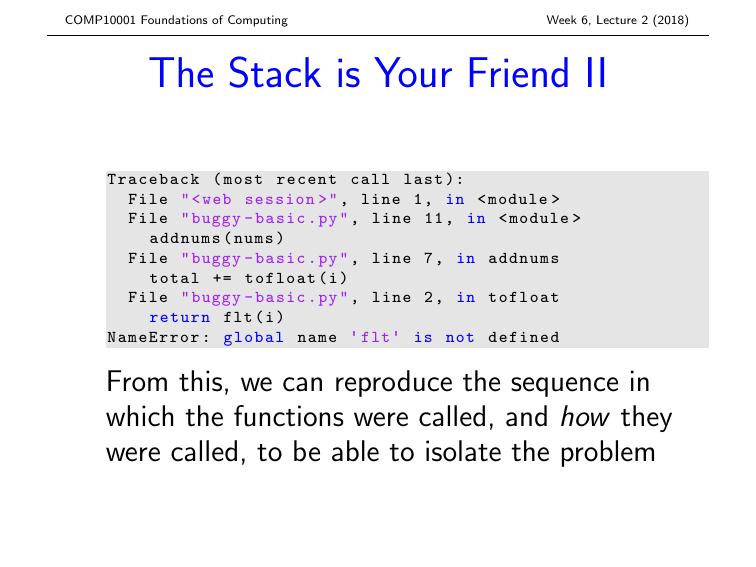 COMP10001 Foundations of Computing Week 6, Lecture 2 (2018)
The Stack is Your Friend II
Traceback (most recent call last):
  File "<web session>", line 1, in <module>
  File "buggy-basic.py", line 11, in <module>
    addnums(nums)
  File "buggy-basic.py", line 7, in addnums
    total += tofloat(i)
  File "buggy-basic.py", line 2, in tofloat
    return flt(i)
NameError: global name 'flt' is not defined
From this, we can reproduce the sequence in
which the functions were called, and how they
were called, to be able to isolate the problem